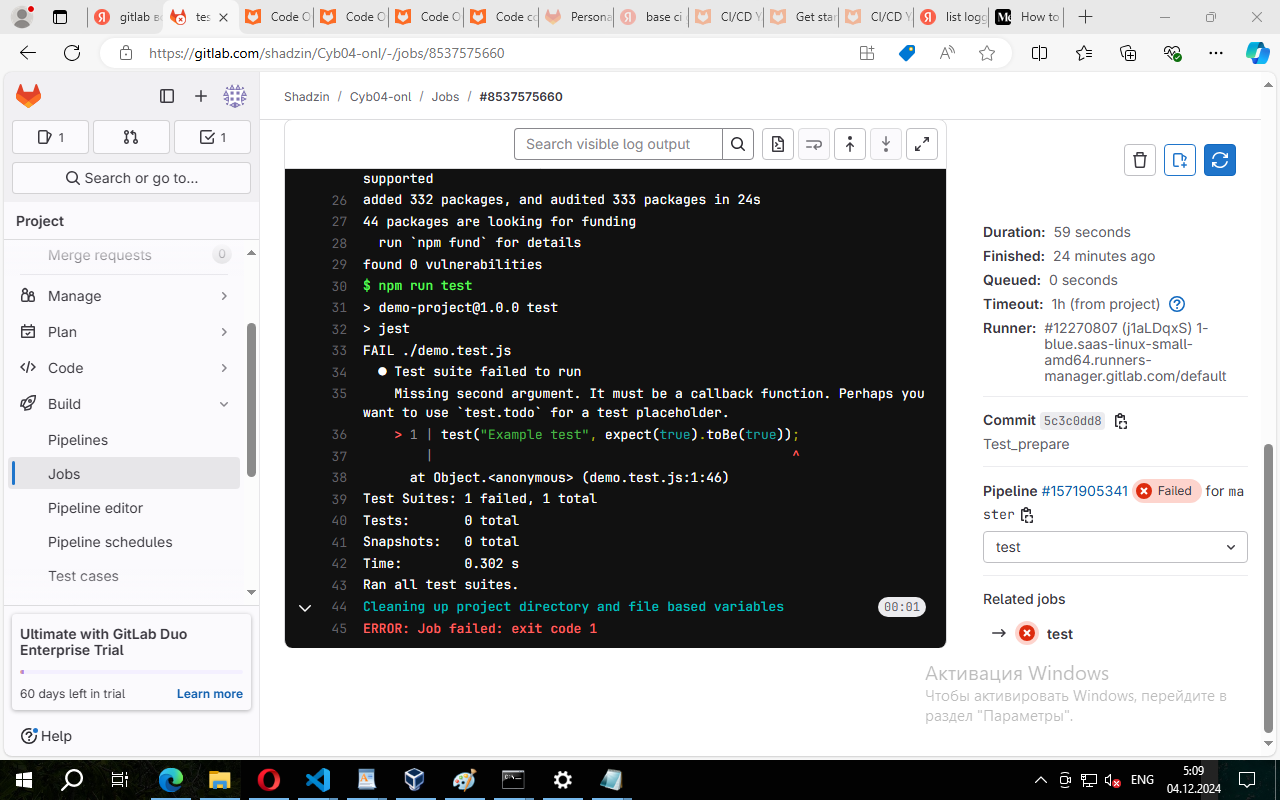 gitlab во
tes
Code O
Code O
Code O
Code co
Persona
base ci
CI/CD Y
Get star
CI/CD Y
list logg
How to
https://gitlab.com/shadzin/Cyb04-onl/-/jobs/8537575660
1
1
Search or go to...
Project
Merge requests 0
Manage
Plan
Code
Build
Pipelines
Jobs
Pipeline editor
Pipeline schedules
Test cases
Ultimate with GitLab Duo
Enterprise Trial
60 days left in trial Learn more
Help
Shadzin / Cyb04-onl / Jobs / #8537575660
Search visible log output
supported
26 added 332 packages, and audited 333 packages in 24s
27 44 packages are looking for funding
28 run `npm fund` for details
29 found 0 vulnerabilities
30 $ npm run test
31 > demo-project@1.0.0 test
32 > jest
33 FAIL ./demo.test.js
34 ● Test suite failed to run
35 Missing second argument. It must be a callback function. Perhaps you
want to use `test.todo` for a test placeholder.
36 > 1 | test("Example test", expect(true).toBe(true));
37 | ^
38 at Object.<anonymous> (demo.test.js:1:46)
39 Test Suites: 1 failed, 1 total
40 Tests: 0 total
41 Snapshots: 0 total
42 Time: 0.302 s
43 Ran all test suites.
44 Cleaning up project directory and file based variables 00:01
45 ERROR: Job failed: exit code 1
Duration: 59 seconds
Finished: 24 minutes ago
Queued: 0 seconds
Timeout: 1h (from project)
Runner: #12270807 (j1aLDqxS) 1-
blue.saas-linux-small-
amd64.runners-
manager.gitlab.com/default
Commit 5c3c0dd8
Test_prepare
Pipeline #1571905341 Failed for ma
ster
test
Related jobs
→ test
Активация Windows
Чтобы активировать Windows, перейдите в
раздел "Параметры".
ENG
5:09
04.12.2024